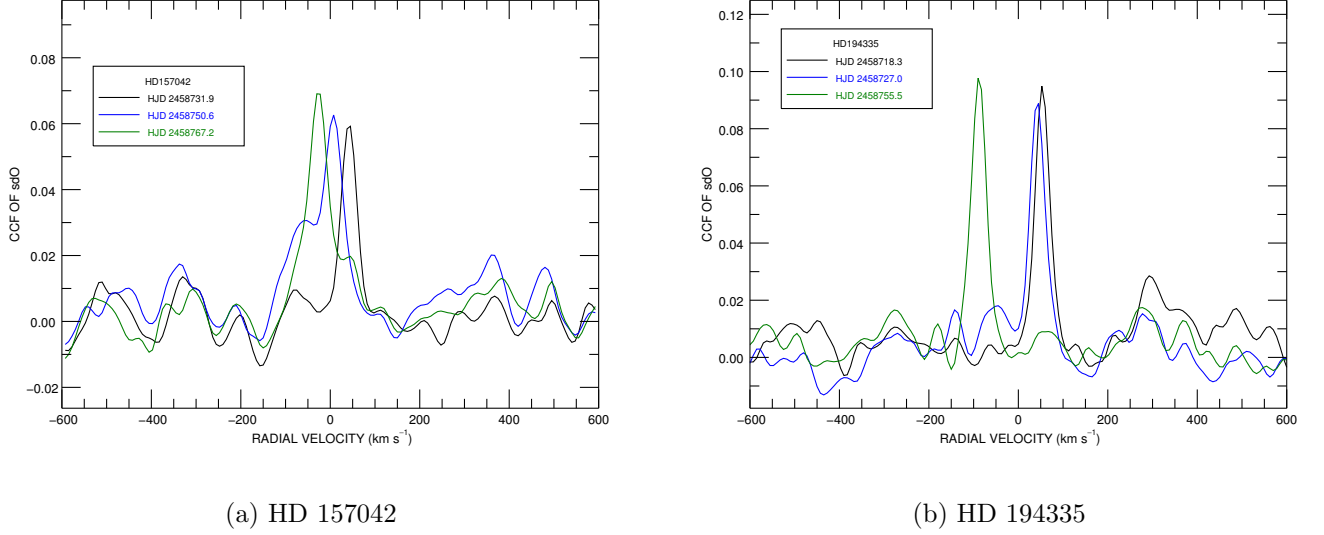 HD157042
HJD 2458731.9
HJD 2458750.6
HJD 2458767.2
0.08
0.06
0.04
0.02
0.00
−0.02
CCF OF sdO
−600 −400 −200 0 200 400 600
RADIAL VELOCITY (km s⁻¹)
(a) HD 157042
HD194335
HJD 2458718.3
HJD 2458727.0
HJD 2458755.5
0.12
0.10
0.08
0.06
0.04
0.02
0.00
CCF OF sdO
−600 −400 −200 0 200 400 600
RADIAL VELOCITY (km s⁻¹)
(b) HD 194335